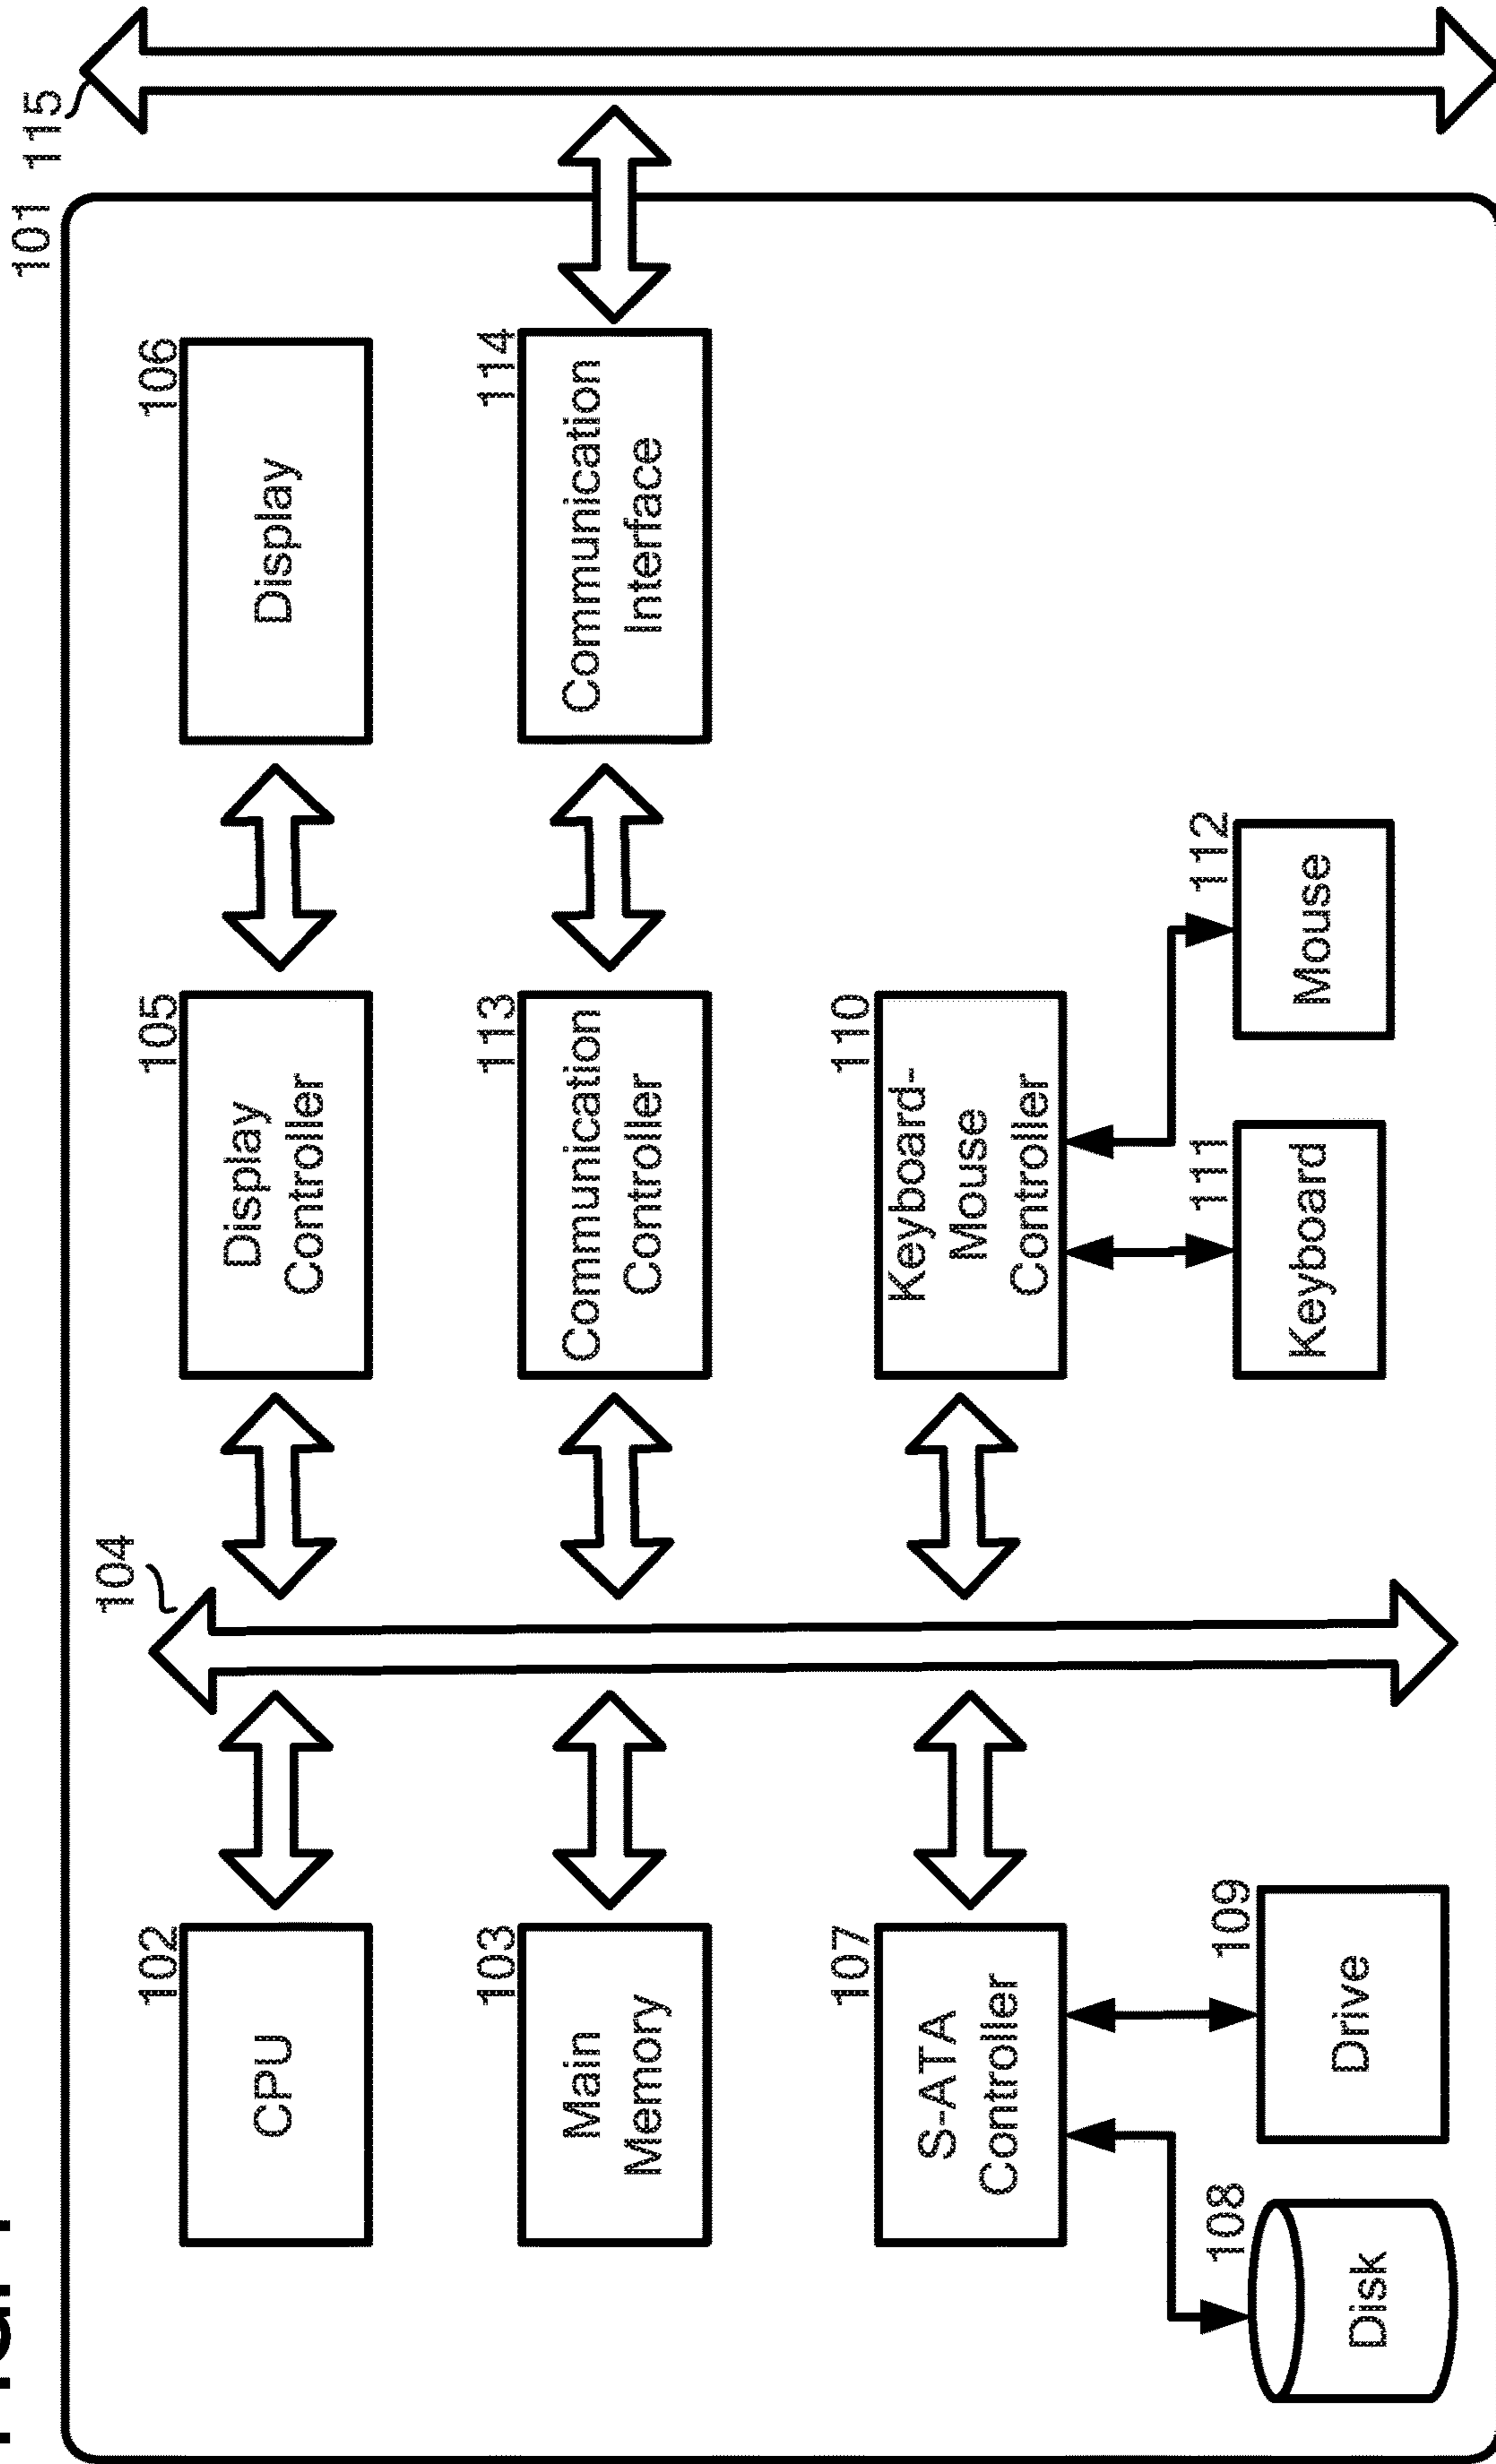 101
115
104
102
CPU
105
Display
Controller
106
Display
103
Main
Memory
113
Communication
Controller
114
Communication
Interface
107
S-ATA
Controller
110
Keyboard-
Mouse
Controller
108
Disk
109
Drive
111
Keyboard
112
Mouse